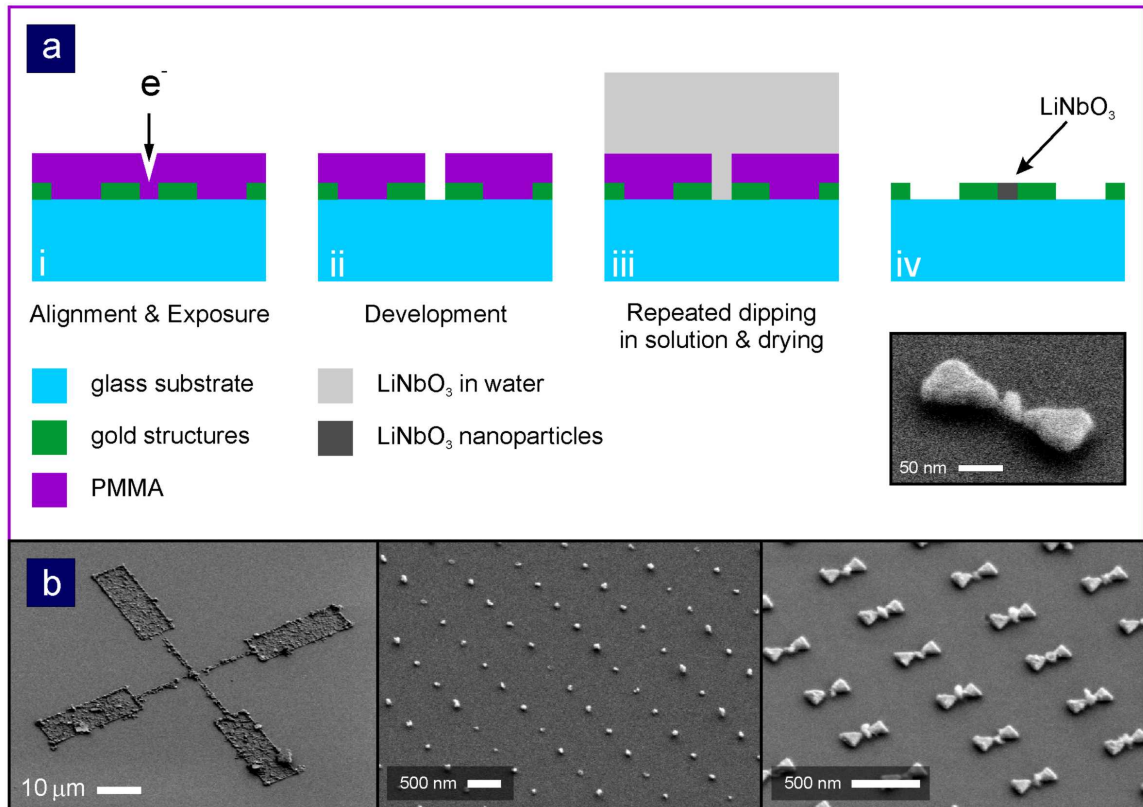 a
e⁻
LiNbO₃
i
ii
iii
iv
Alignment & Exposure
Development
Repeated dipping
in solution & drying
glass substrate
LiNbO₃ in water
gold structures
LiNbO₃ nanoparticles
PMMA
50 nm
b
10 μm
500 nm
500 nm